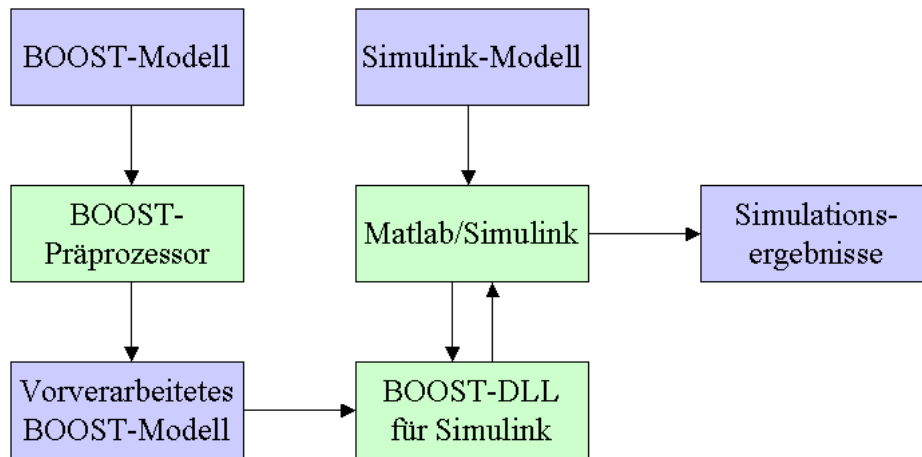 BOOST-Modell
Simulink-Modell
BOOST-
Präprozessor
Matlab/Simulink
Simulations-
ergebnisse
Vorverarbeitetes
BOOST-Modell
BOOST-DLL
für Simulink